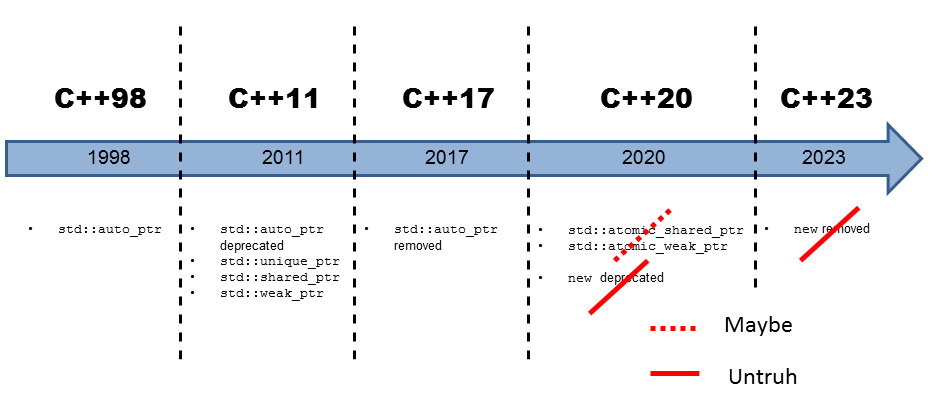 C++98
C++11
C++17
C++20
C++23
1998
2011
2017
2020
2023
• std::auto_ptr
• std::auto_ptr
deprecated
• std::unique_ptr
• std::shared_ptr
• std::weak_ptr
• std::auto_ptr
removed
• std::atomic_shared_ptr
• std::atomic_weak_ptr
• new deprecated
• new removed
Maybe
Untruh